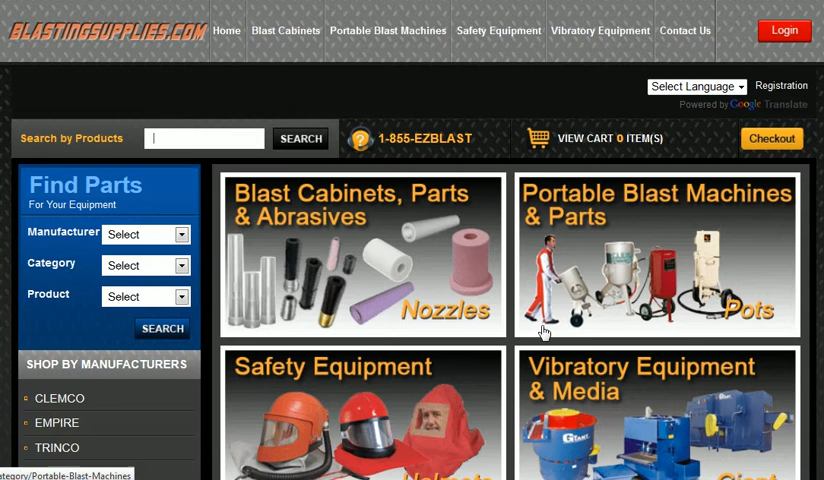 BLASTINGSUPPLIES.COM
Home
Blast Cabinets
Portable Blast Machines
Safety Equipment
Vibratory Equipment
Contact Us
Login
Select Language
Registration
Powered by Google Translate
Search by Products
SEARCH
1-855-EZBLAST
VIEW CART 0 ITEM(S)
Checkout
Find Parts
For Your Equipment
Manufacturer Select
Category Select
Product Select
SEARCH
SHOP BY MANUFACTURERS
CLEMCO
EMPIRE
TRINCO
Blast Cabinets, Parts
& Abrasives
Nozzles
Portable Blast Machines
& Parts
Pots
Safety Equipment
Vibratory Equipment
& Media
ategory/Portable-Blast-Machines